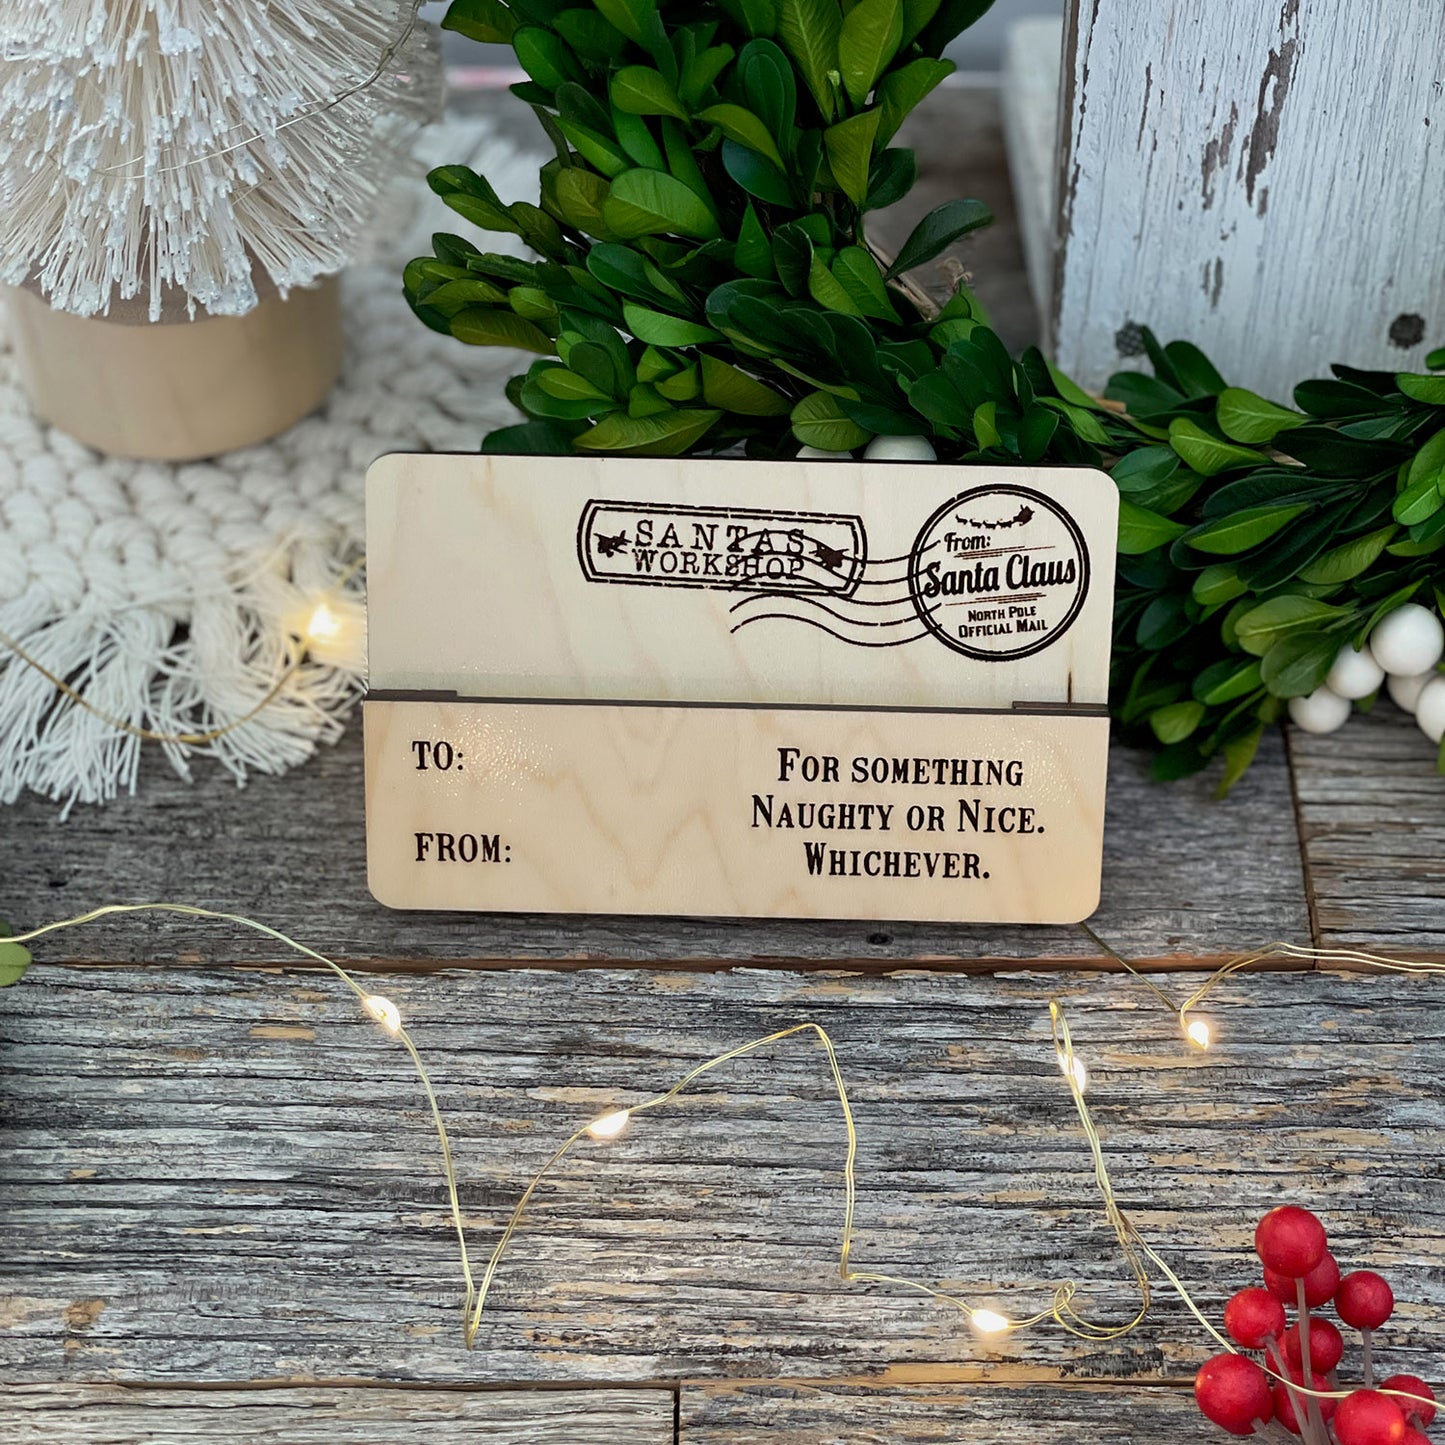 SANTAS
WORKSHOP
From:
Santa Claus
NORTH POLE
OFFICIAL MAIL
TO:
FROM:
FOR SOMETHING
NAUGHTY OR NICE.
WHICHEVER.